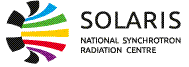 SOLARIS
NATIONAL SYNCHROTRON
RADIATION CENTRE